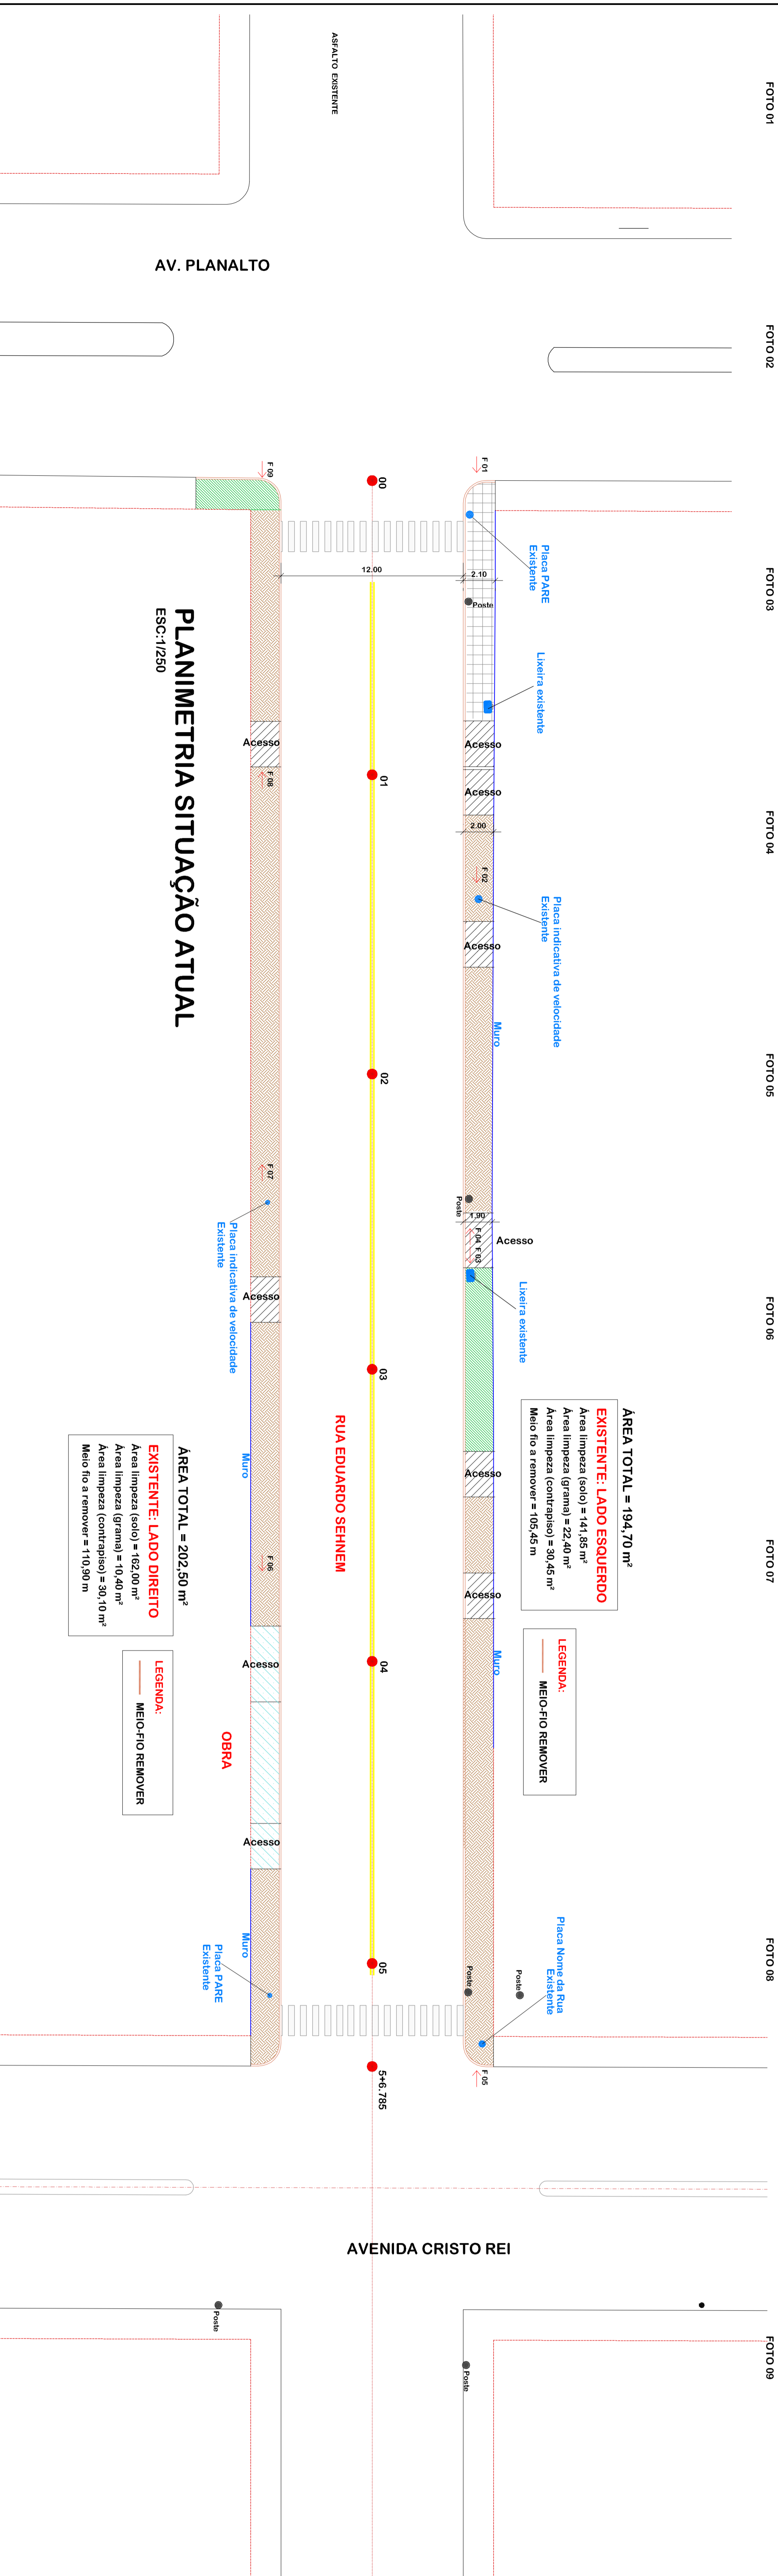 FOTO 01
FOTO 02
FOTO 03
FOTO 04
FOTO 05
FOTO 06
FOTO 07
FOTO 08
FOTO 09
ASFALTO EXISTENTE
AV. PLANALTO
F 09
00
F 01
Placa PARE
Existente
12.00
2.10
Poste
Lixeira existente
PLANIMETRIA SITUAÇÃO ATUAL
ESC:1/250
Acesso
F 08
01
Acesso
Acesso
2.00
F 02
Placa indicativa de velocidade
Existente
Acesso
Muro
02
F 07
Placa indicativa de velocidade
Existente
Poste
1.90
F 04
F 03
Acesso
Lixeira existente
Acesso
03
RUA EDUARDO SEHNEM
Muro
F 06
ÁREA TOTAL = 194,70 m²
EXISTENTE: LADO ESQUERDO
Área limpeza (solo) = 141,85 m²
Área limpeza (grama) = 22,40 m²
Área limpeza (contrapiso) = 30,45 m²
Meio fio a remover = 105,45 m
Acesso
Acesso
Muro
LEGENDA:
MEIO-FIO REMOVER
ÁREA TOTAL = 202,50 m²
EXISTENTE: LADO DIREITO
Área limpeza (solo) = 162,00 m²
Área limpeza (grama) = 10,40 m²
Área limpeza (contrapiso) = 30,10 m²
Meio fio a remover = 110,90 m
LEGENDA:
MEIO-FIO REMOVER
04
Acesso
OBRA
Acesso
Muro
Placa PARE
Existente
05
Poste
Poste
Placa Nome da Rua
Existente
5+6.785
F 05
AVENIDA CRISTO REI
Poste
Poste